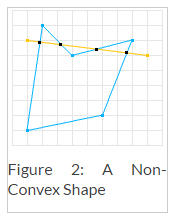 Figure 2: A Non-
Convex Shape